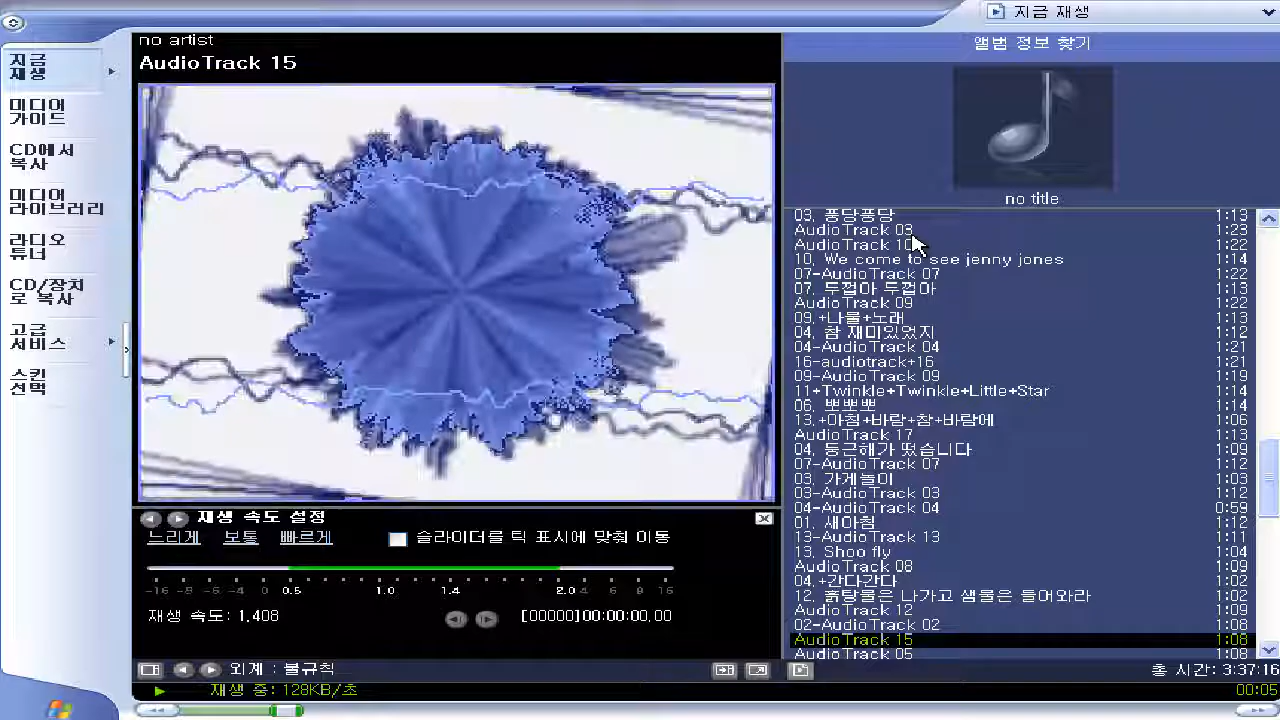 지금 재생
지금
재생
미디어
가이드
CD에서
복사
미디어
라이브러리
라디오
튜너
CD/장치
로 복사
고급
서비스
스킨
선택
no artist
AudioTrack 15
앨범 정보 찾기
no title
03. 퐁당퐁당 1:13
AudioTrack 03 1:23
AudioTrack 10 1:22
10. We come to see jenny jones 1:14
07-AudioTrack 07 1:22
07. 두껍아 두껍아 1:13
AudioTrack 09 1:22
09 +나물+노래 1:13
04. 참 재미있었지 1:12
04-AudioTrack 04 1:21
16-audiotrack+16 1:21
09-AudioTrack 09 1:19
11+Twinkle+Twinkle+Little+Star 1:14
06. 뽀뽀뽀 1:14
13.+아침+바람+찬+바람에 1:06
AudioTrack 17 1:13
04. 둥근해가 떴습니다 1:09
07-AudioTrack 07 1:12
03. 가게놀이 1:03
03-AudioTrack 03 1:12
04-AudioTrack 04 0:59
01. 새아침 1:12
13-AudioTrack 13 1:11
13. Shoo fly 1:04
AudioTrack 08 1:09
04.+간다간다 1:02
12. 흙탕물은 나가고 샘물은 들어와라 1:02
AudioTrack 12 1:09
02-AudioTrack 02 1:08
AudioTrack 15 1:08
AudioTrack 05 1:08
총 시간: 3:37:16
재생 속도 설정
느리게 보통 빠르게 슬라이더를 틱 표시에 맞춰 이동
-16 -8 -6 -4 0 0.5 1.0 1.4 2.0 4 6 8 16
재생 속도: 1.408 [00000]00:00:00.00
외계 : 불규칙
재생 중: 128KB/초 00:05